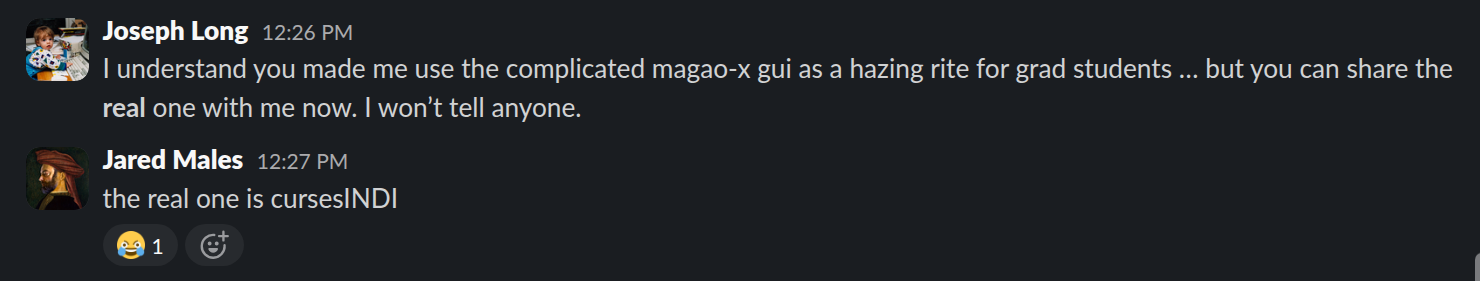 Joseph Long 12:26 PM
I understand you made me use the complicated magao-x gui as a hazing rite for grad students … but you can share the
real one with me now. I won’t tell anyone.
Jared Males 12:27 PM
the real one is cursesINDI
😂 1